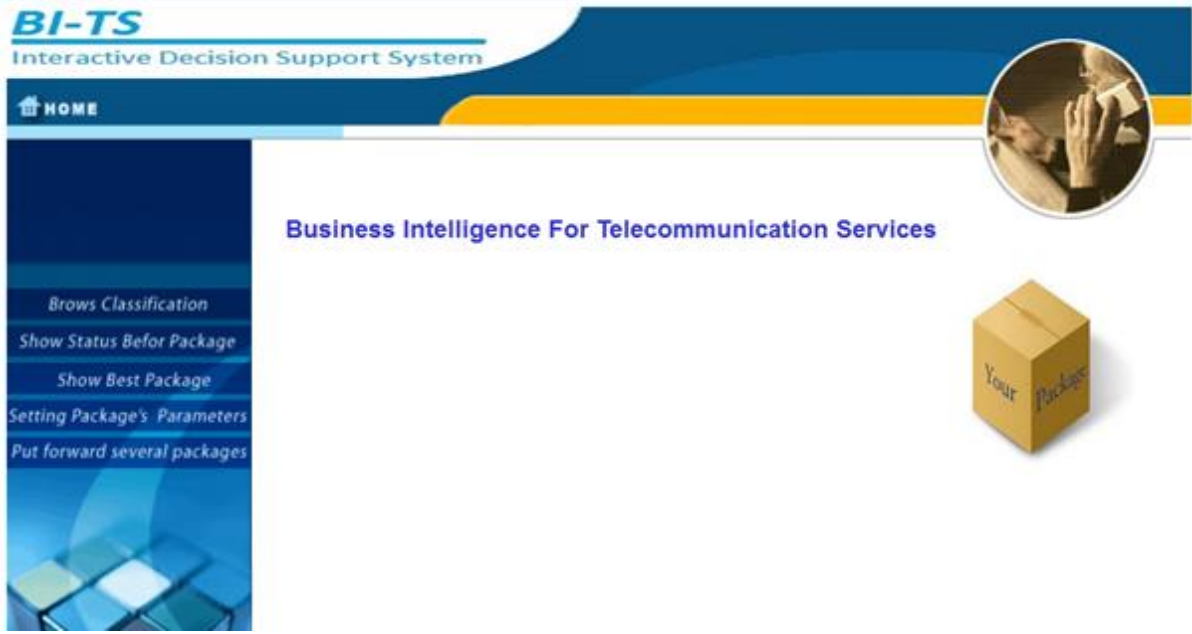 BI-TS
Interactive Decision Support System
HOME
Business Intelligence For Telecommunication Services
Brows Classification
Show Status Befor Package
Show Best Package
Setting Package's Parameters
Put forward several packages
Your Package